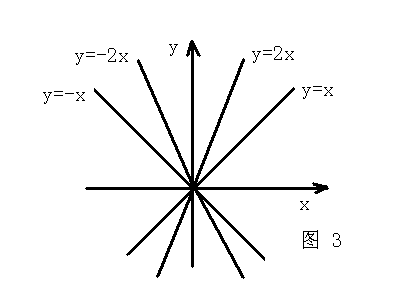 y
y=-2x
y=2x
y=-x
y=x
x
图 3